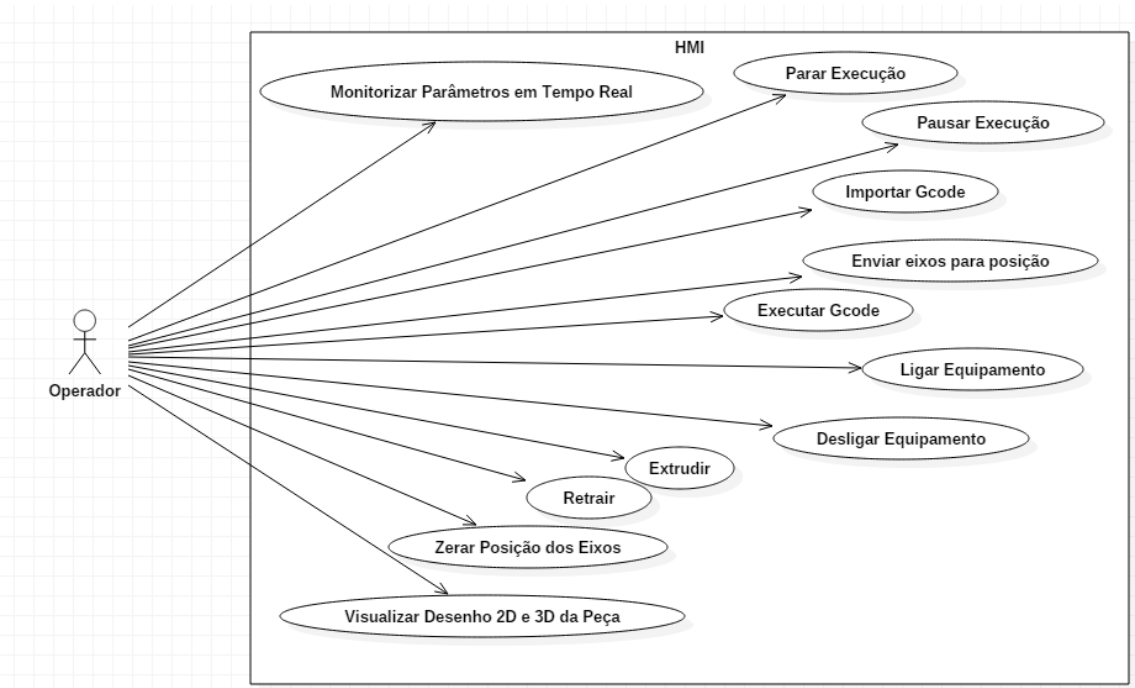 HMI
Monitorizar Parâmetros em Tempo Real
Parar Execução
Pausar Execução
Importar Gcode
Enviar eixos para posição
Executar Gcode
Ligar Equipamento
Operador
Desligar Equipamento
Extrudir
Retrair
Zerar Posição dos Eixos
Visualizar Desenho 2D e 3D da Peça